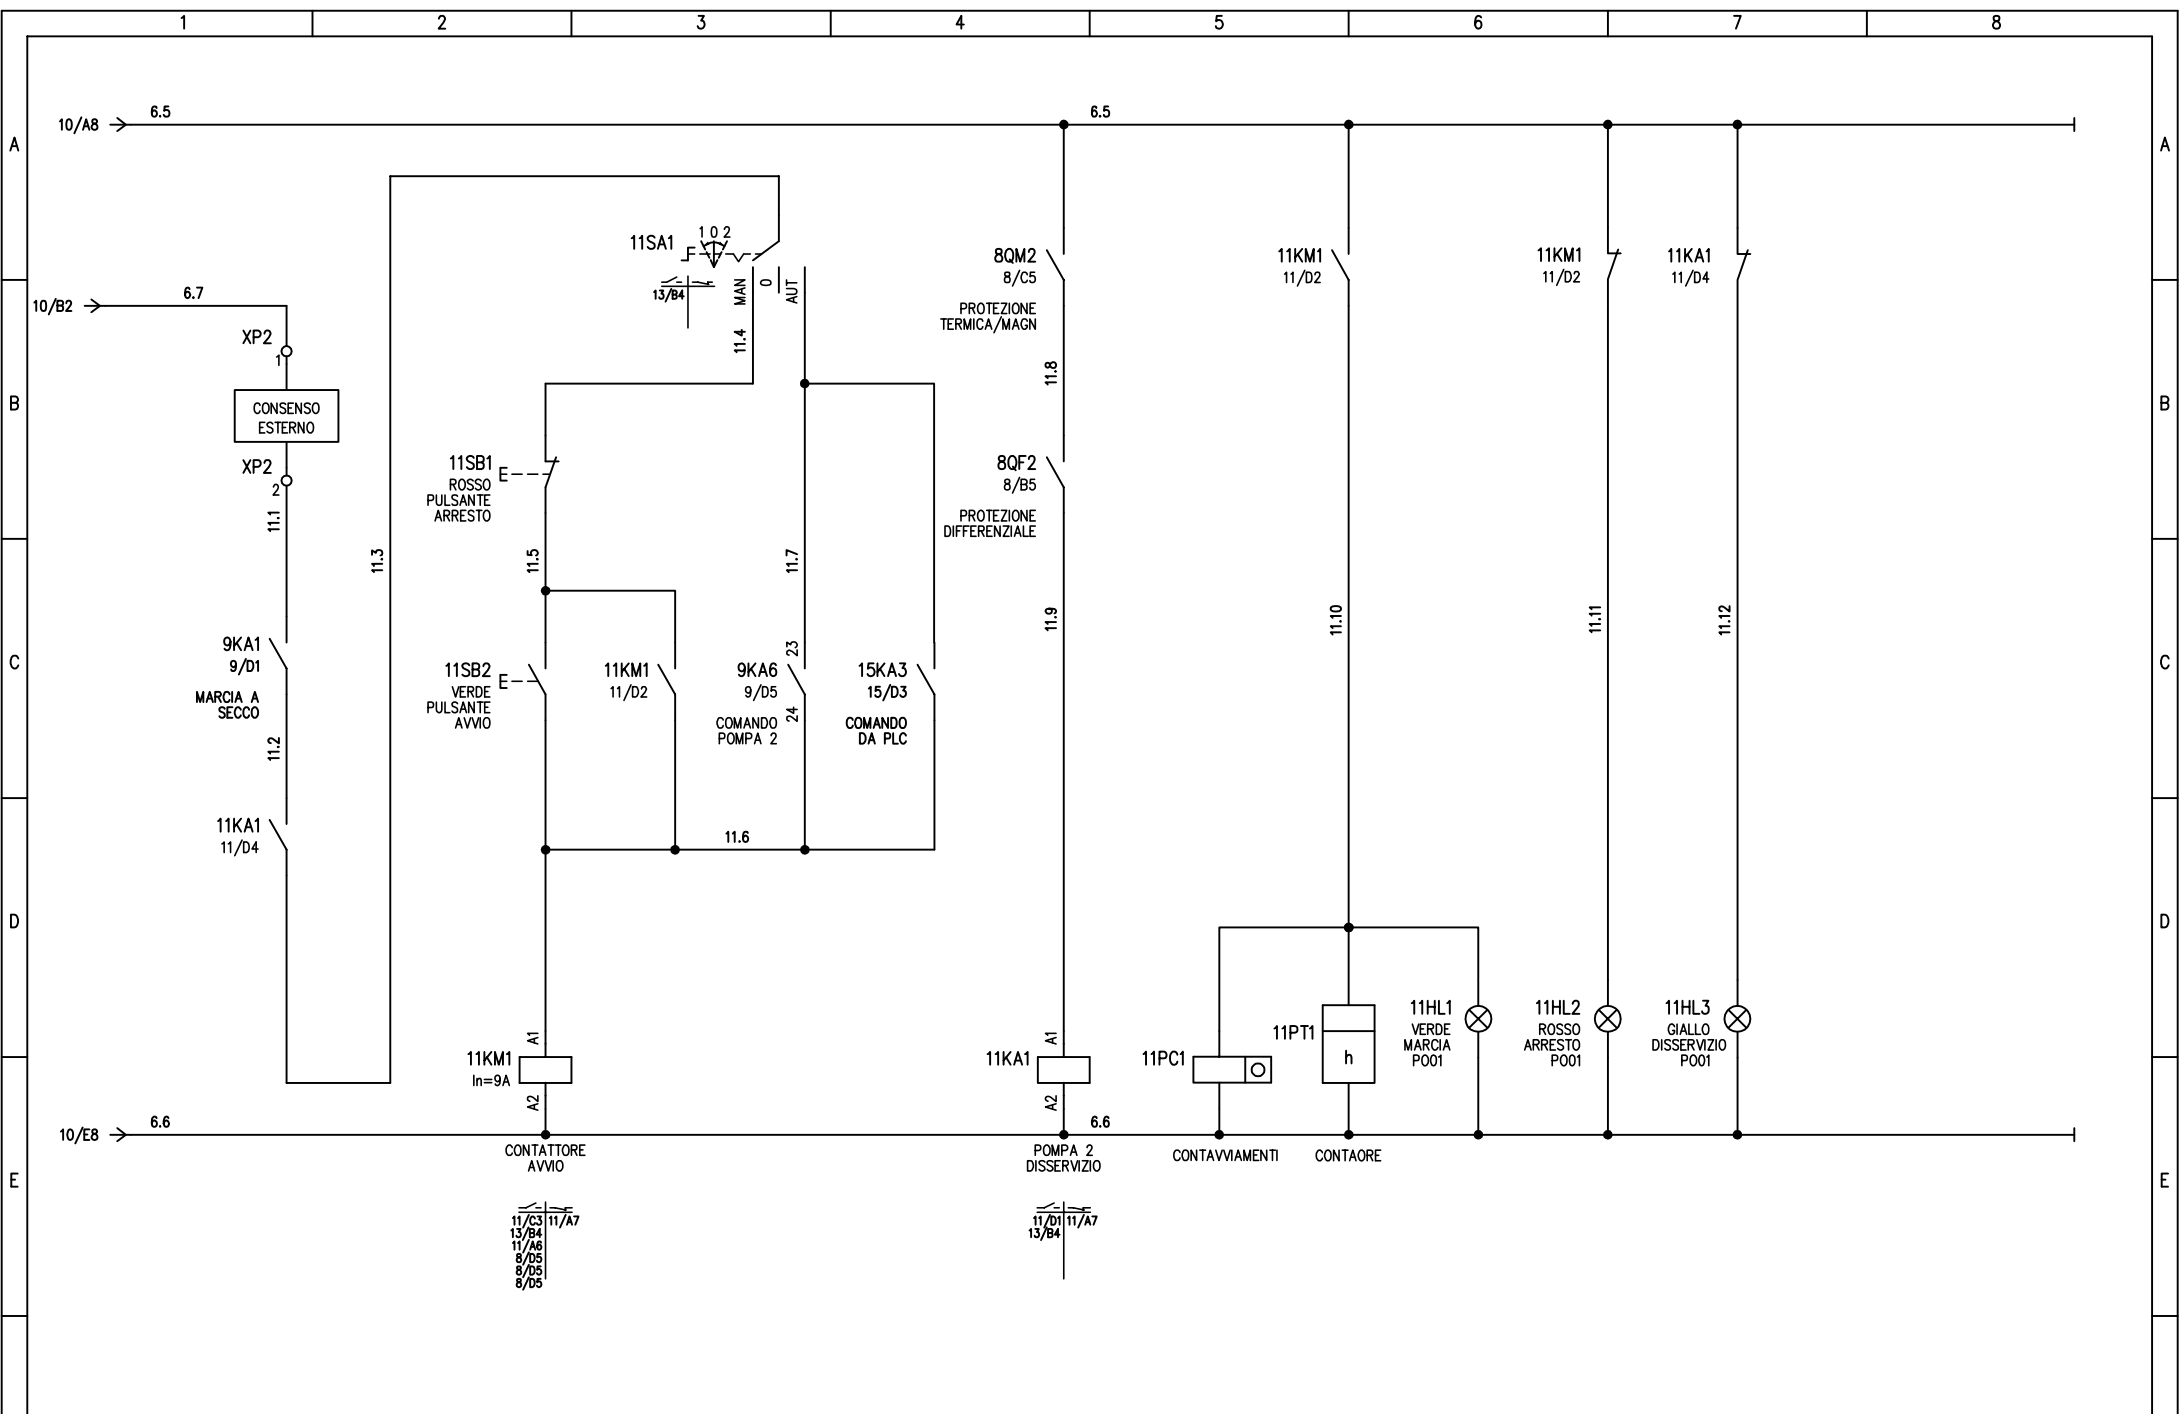 1 2 3 4 5 6 7 8
A A
10/A8 6.5 6.5
11SA1
1 0 2
13/B4
MAN 0 AUT
11.4
8QM2
8/C5
PROTEZIONE
TERMICA/MAGN
11.8
11KM1
11/D2
11KM1
11/D2
11KA1
11/D4
10/B2 6.7
XP2
1
B B
CONSENSO
ESTERNO
XP2
2
11.1
11SB1
ROSSO
PULSANTE
ARRESTO
8QF2
8/B5
PROTEZIONE
DIFFERENZIALE
11.3
11.5
11.7
11.9
11.10
11.11
11.12
C C
9KA1
9/D1
MARCIA A
SECCO
11.2
11SB2
VERDE
PULSANTE
AVVIO
11KM1
11/D2
23
9KA6
9/D5
24
COMANDO
POMPA 2
15KA3
15/D3
COMANDO
DA PLC
11KA1
11/D4
11.6
D D
A1
11KM1
In=9A
A2
A1
11KA1
A2
11PC1
11PT1
h
11HL1
VERDE
MARCIA
P001
11HL2
ROSSO
ARRESTO
P001
11HL3
GIALLO
DISSERVIZIO
P001
10/E8 6.6 6.6
CONTATTORE
AVVIO
POMPA 2
DISSERVIZIO
CONTAVVIAMENTI
CONTAORE
E E
11/C3 11/A7
13/B4
11/A6
8/D5
8/D5
8/D5
11/D1 11/A7
13/B4